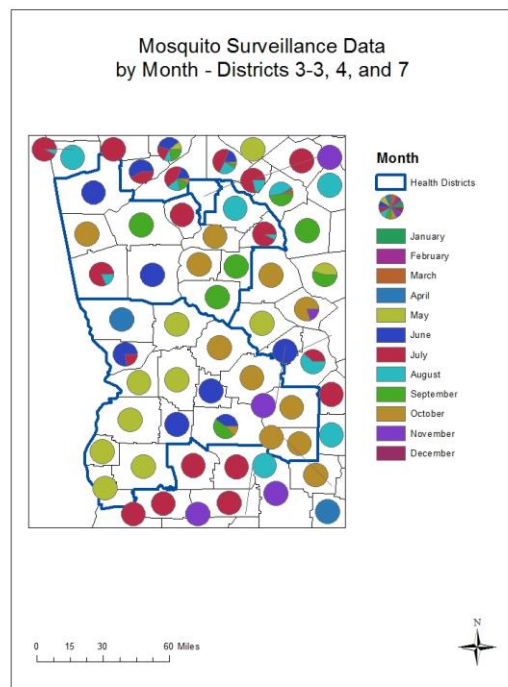 Mosquito Surveillance Data
by Month - Districts 3-3, 4, and 7
Month
Health Districts
January
February
March
April
May
June
July
August
September
October
November
December
0 15 30 60 Miles
N